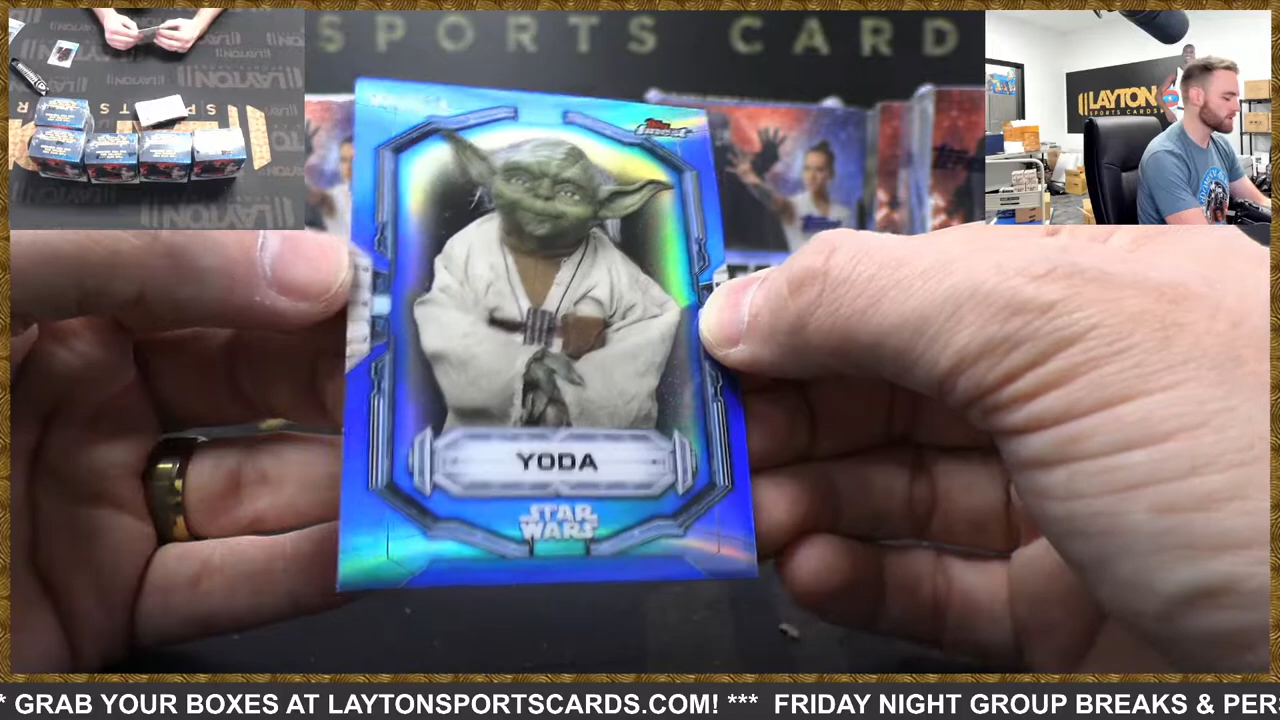 SPORTS CARD
LAYTON
LAYTON
SPORTS CARDS
Topps
finest
YODA
STAR
WARS
* GRAB YOUR BOXES AT LAYTONSPORTSCARDS.COM! *** FRIDAY NIGHT GROUP BREAKS & PER